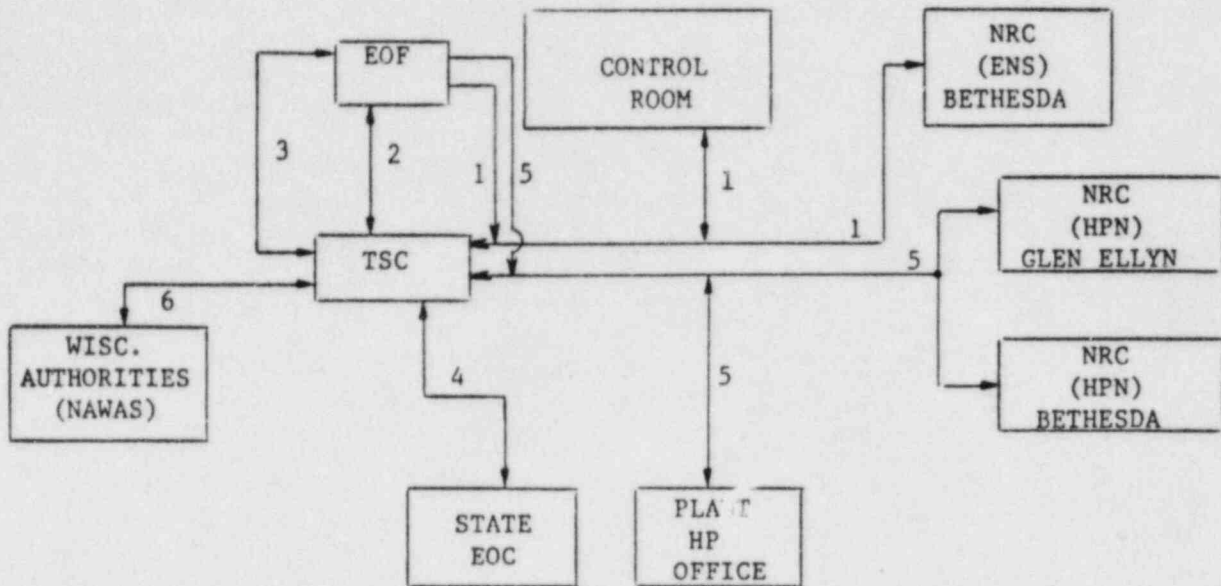 EOF
CONTROL
ROOM
NRC
(ENS)
BETHESDA
3
2
1
5
1
1
NRC
(HPN)
GLEN ELLYN
TSC
5
6
WISC.
AUTHORITIES
(NAWAS)
4
5
NRC
(HPN)
BETHESDA
STATE
EOC
HP
OFFICE